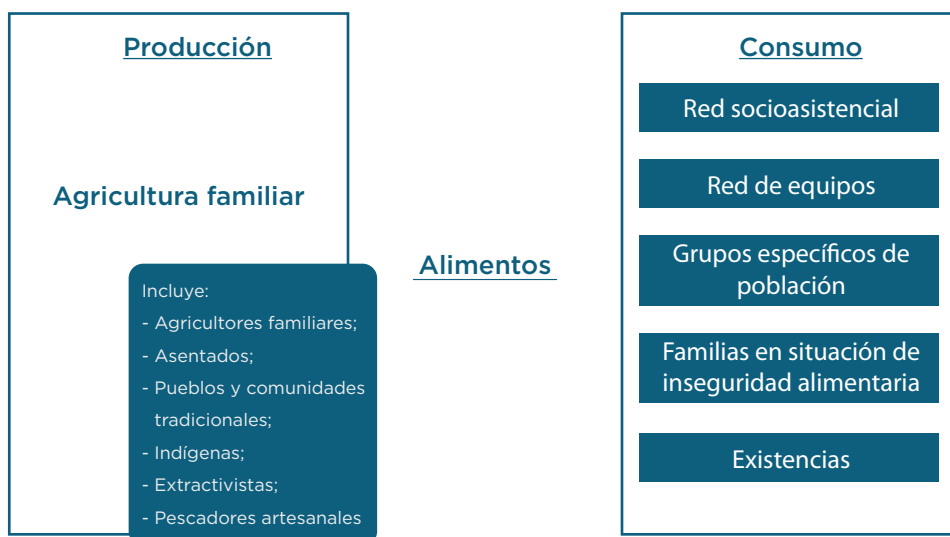 Producción
Agricultura familiar
Incluye:
- Agricultores familiares;
- Asentados;
- Pueblos y comunidades
tradicionales;
- Indígenas;
- Extractivistas;
- Pescadores artesanales
Alimentos
Consumo
Red socioasistencial
Red de equipos
Grupos específicos de
población
Familias en situación de
inseguridad alimentaria
Existencias